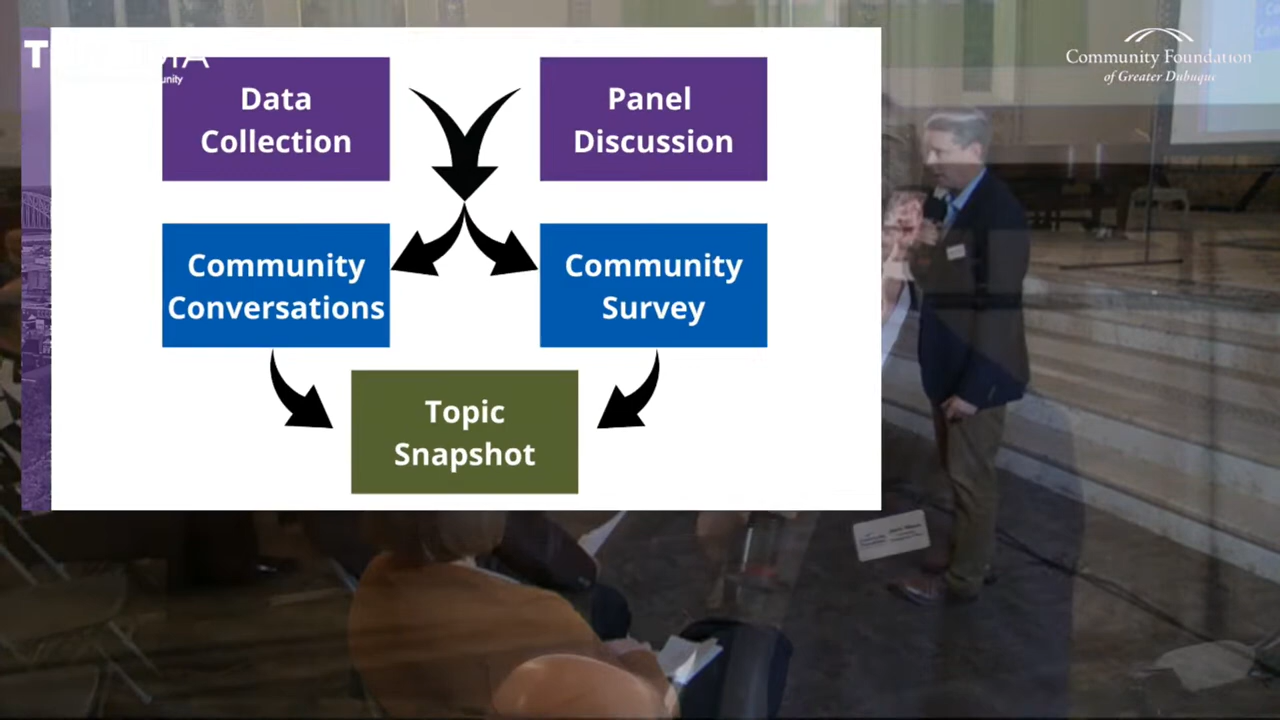 Data
Collection
Panel
Discussion
Community
Conversations
Community
Survey
Topic
Snapshot
Community Foundation
of Greater Dubuque